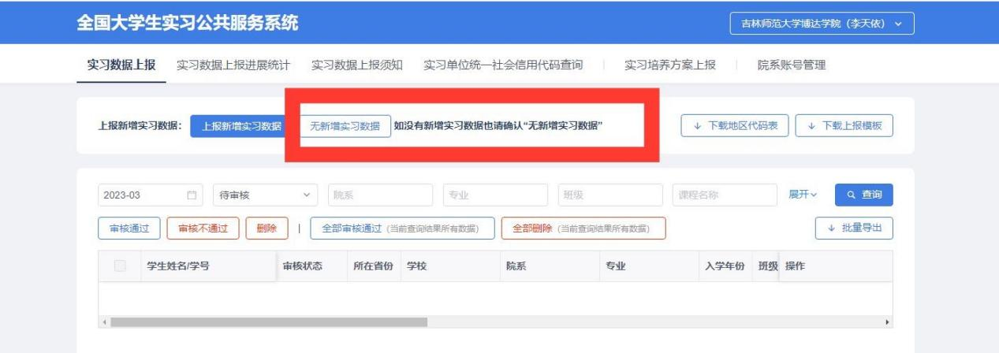 全国大学生实习公共服务系统
吉林师范大学博达学院（李天依）
实习数据上报 实习数据上报进展统计 实习数据上报须知 实习单位统一社会信用代码查询 实习培养方案上报 院系账号管理
上报新增实习数据： 上报新增实习数据 无新增实习数据 如没有新增实习数据也请确认“无新增实习数据” 下载地区代码表 下载上报模板
2023-03 待审核 院系 专业 班级 课程名称 展开 查询
审核通过 审核不通过 删除 | 全部审核通过 (当前查询结果所有数据) 全部删除 (当前查询结果所有数据) 批量导出
学生姓名/学号 审核状态 所在省份 学校 院系 专业 入学年份 班级 操作